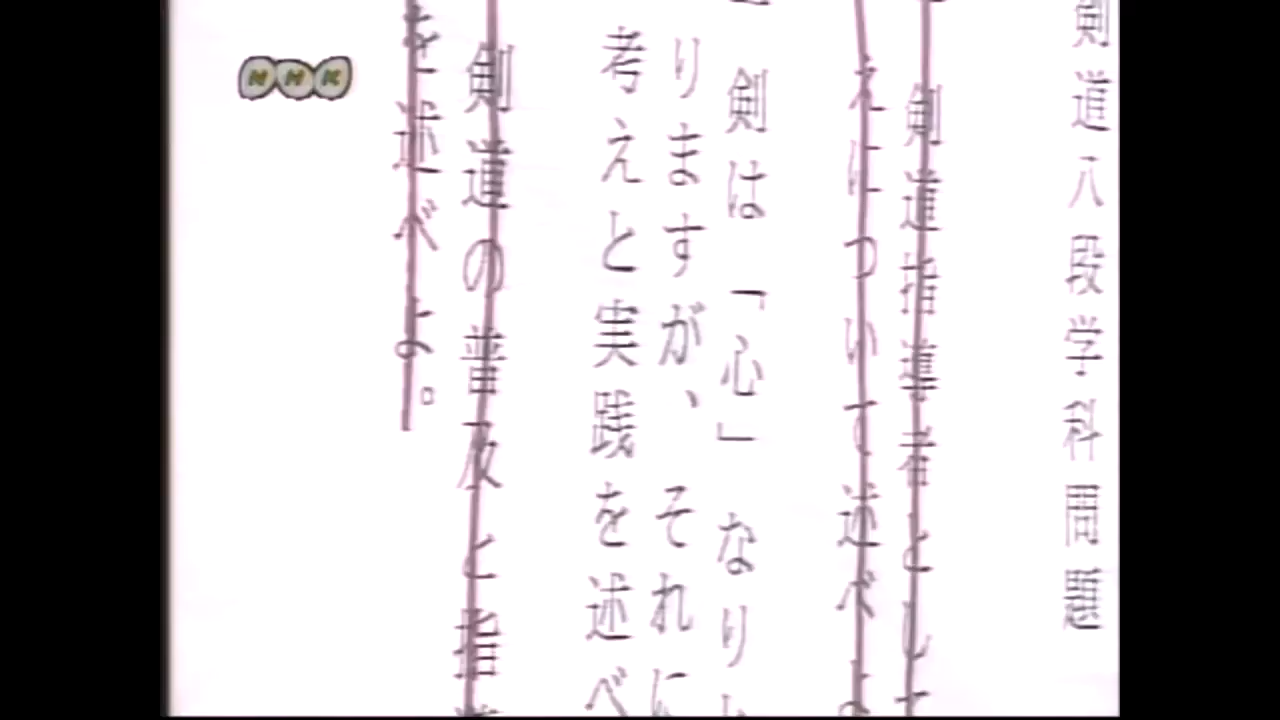 剣道八段学科問題
剣道指導者として
えについて述べよ
剣は「心」なり
りますが、それに
考えと実践を述べ
剣道の普及と指
を述べよ。
NHK